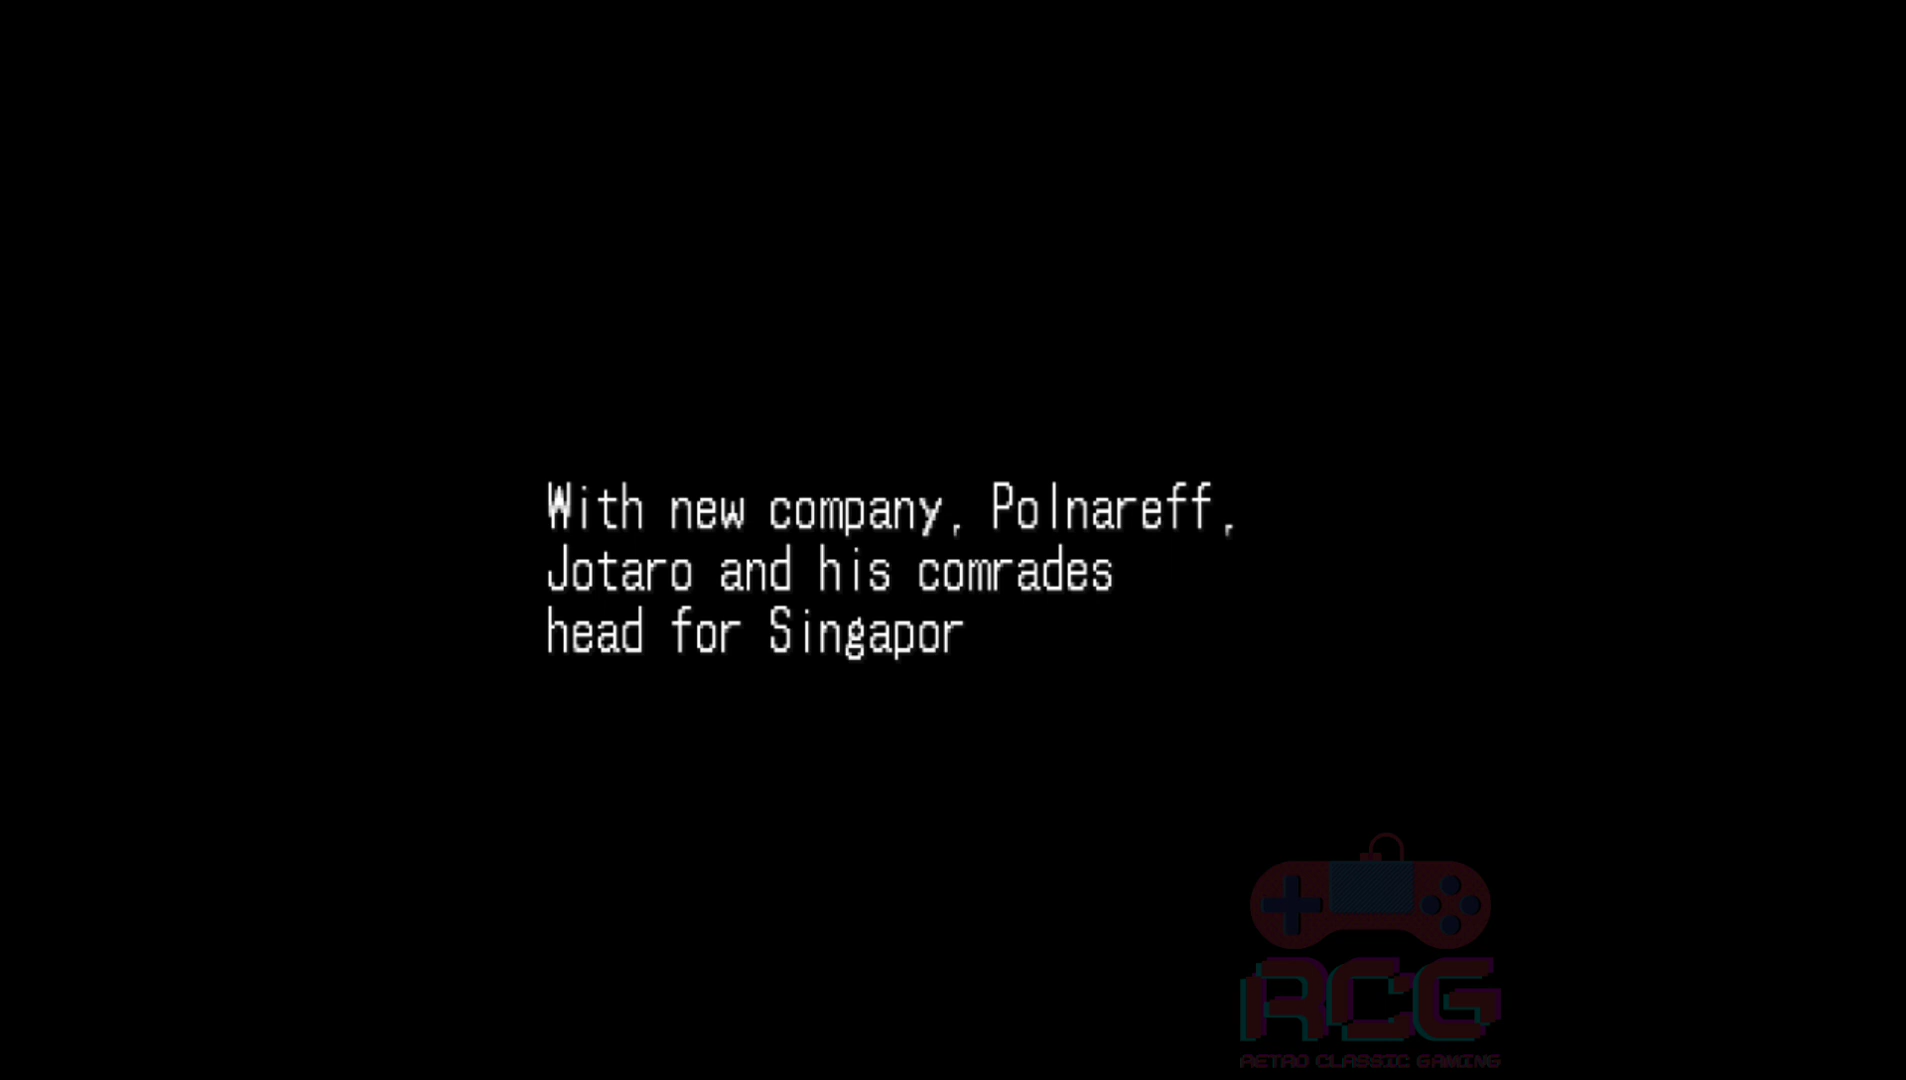 With new company, Polnareff,
Jotaro and his comrades
head for Singapor
RCG
RETRO CLASSIC GAMING